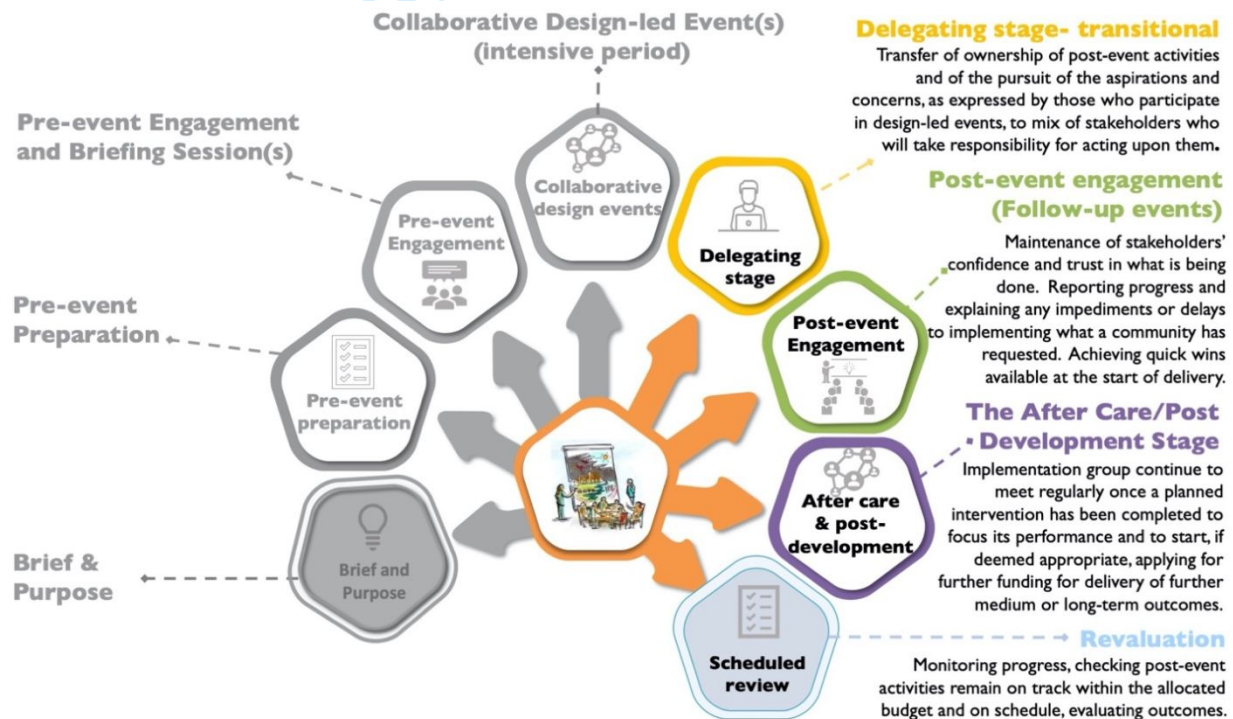 Collaborative Design-led Event(s)
(intensive period)
Pre-event Engagement
and Briefing Session(s)
Pre-event
Preparation
Brief &
Purpose
Brief and
Purpose
Pre-event
preparation
Pre-event
Engagement
Collaborative
design events
Delegating
stage
Post-event
Engagement
After care
& post-
development
Scheduled
review
Delegating stage- transitional
Transfer of ownership of post-event activities
and of the pursuit of the aspirations and
concerns, as expressed by those who participate
in design-led events, to mix of stakeholders who
will take responsibility for acting upon them.
Post-event engagement
(Follow-up events)
Maintenance of stakeholders'
confidence and trust in what is being
done. Reporting progress and
explaining any impediments or delays
to implementing what a community has
requested. Achieving quick wins
available at the start of delivery.
The After Care/Post
Development Stage
Implementation group continue to
meet regularly once a planned
intervention has been completed to
focus its performance and to start, if
deemed appropriate, applying for
further funding for delivery of further
medium or long-term outcomes.
Revaluation
Monitoring progress, checking post-event
activities remain on track within the allocated
budget and on schedule, evaluating outcomes.